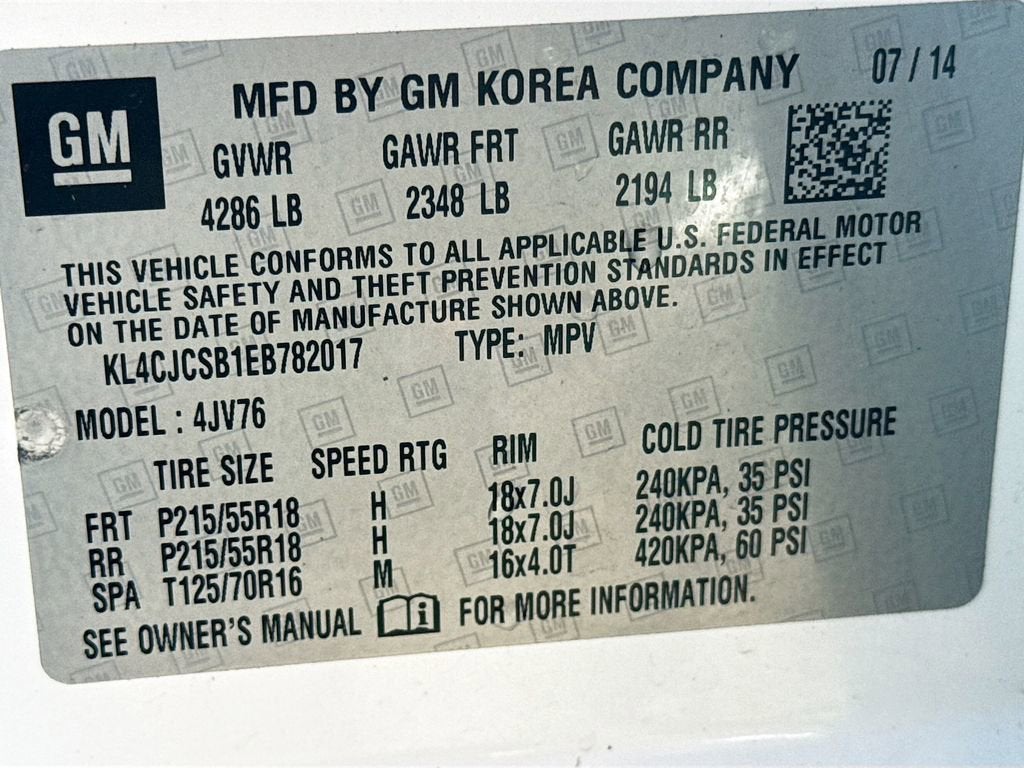 GM
MFD BY GM KOREA COMPANY 07 / 14
GVWR GAWR FRT GAWR RR
4286 LB 2348 LB 2194 LB
THIS VEHICLE CONFORMS TO ALL APPLICABLE U.S. FEDERAL MOTOR
VEHICLE SAFETY AND THEFT PREVENTION STANDARDS IN EFFECT
ON THE DATE OF MANUFACTURE SHOWN ABOVE.
KL4CJCSB1EB782017 TYPE: MPV
MODEL : 4JV76
TIRE SIZE SPEED RTG RIM COLD TIRE PRESSURE
FRT P215/55R18 H 18x7.0J 240KPA, 35 PSI
RR P215/55R18 H 18x7.0J 240KPA, 35 PSI
SPA T125/70R16 M 16x4.0T 420KPA, 60 PSI
SEE OWNER'S MANUAL i FOR MORE INFORMATION.